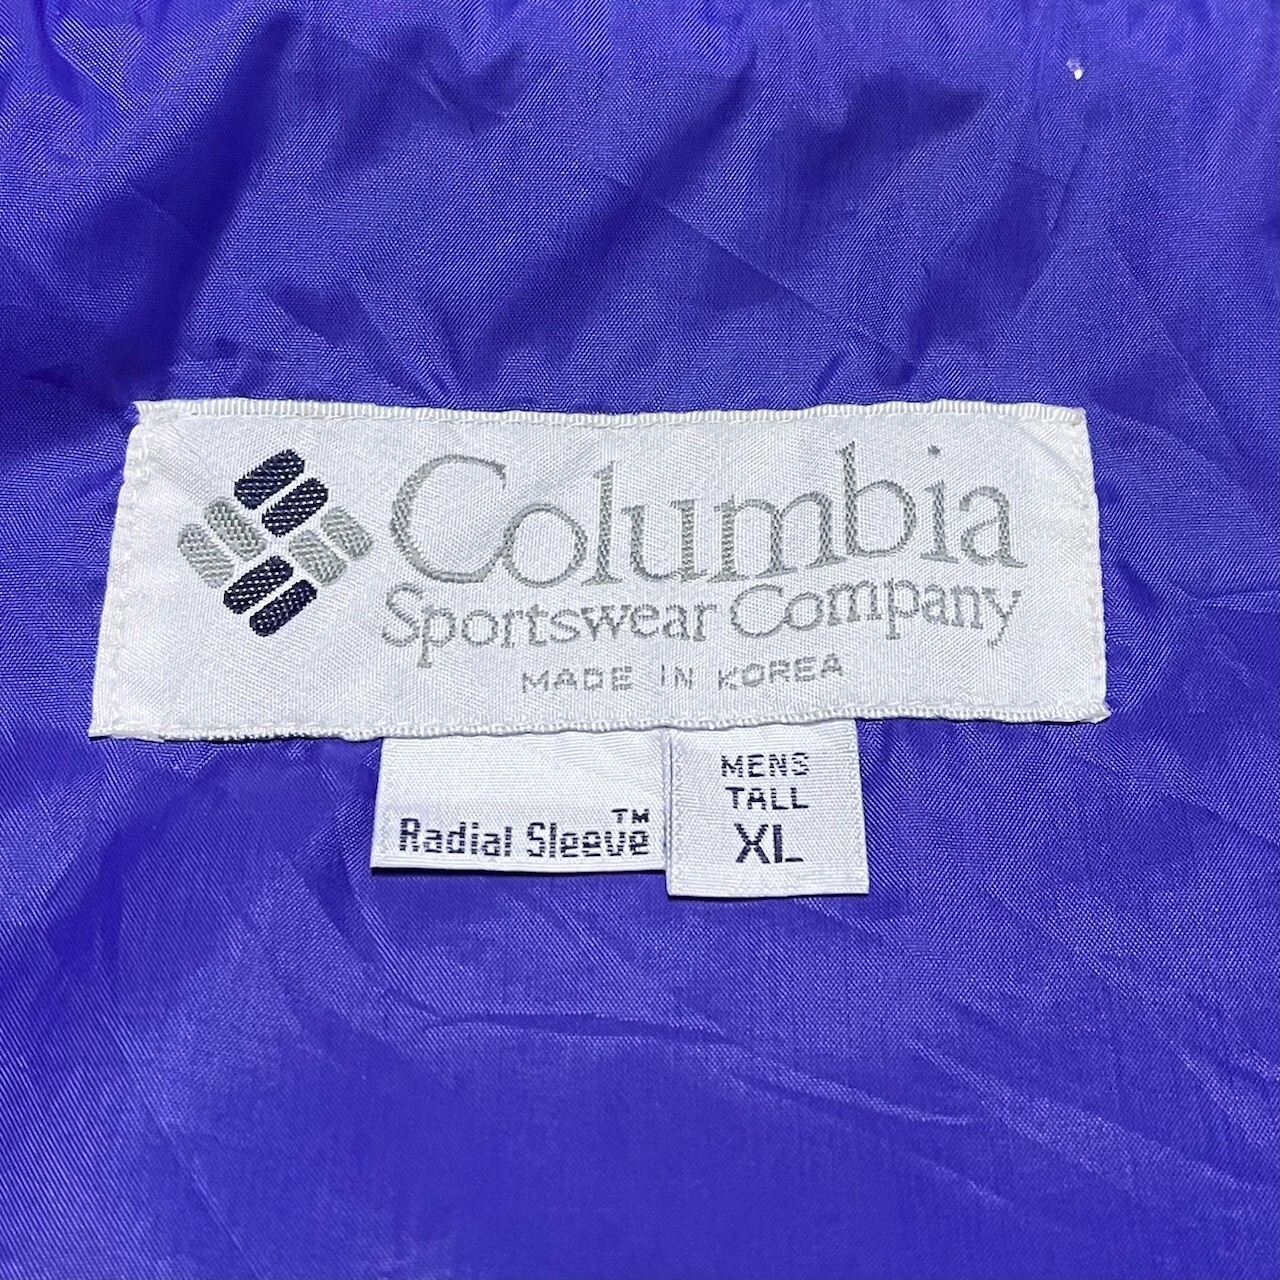 Columbia
Sportswear Company
MADE IN KOREA
Radial Sleeve™
MENS
TALL
XL